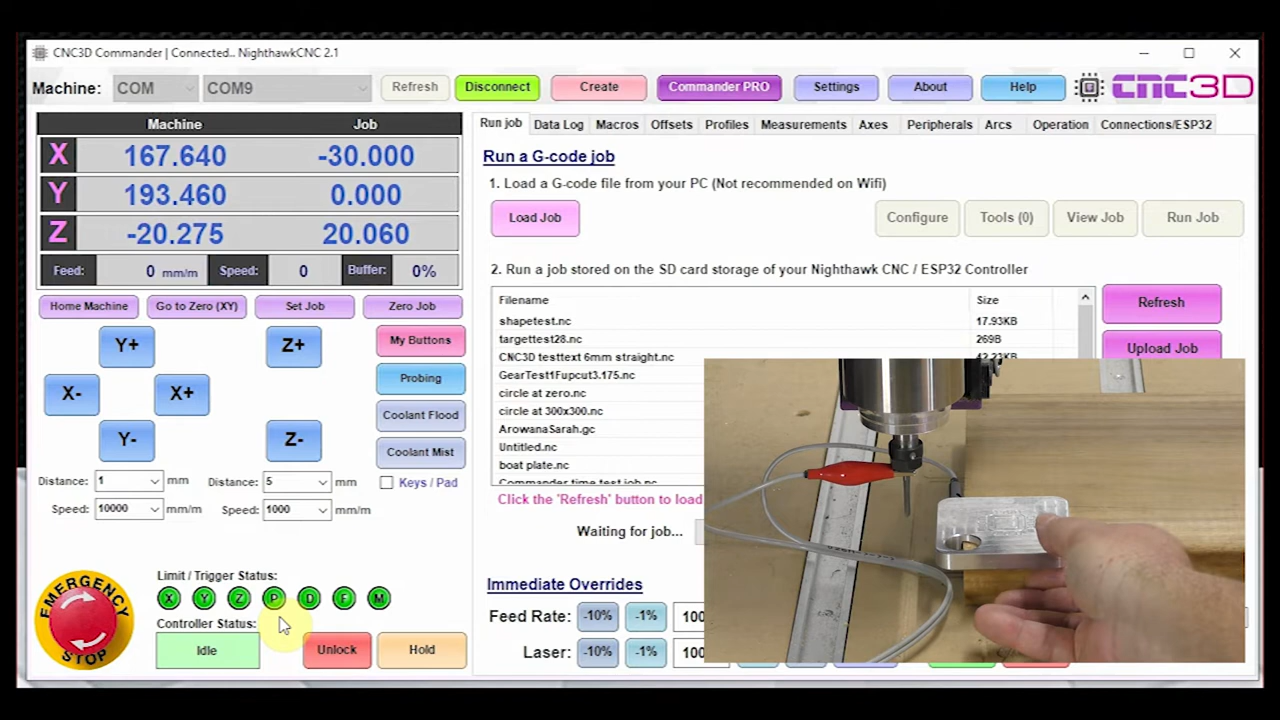 CNC3D Commander | Connected.. NighthawkCNC 2.1
Machine: COM COM9 Refresh Disconnect Create Commander PRO Settings About Help CNC3D
Machine Job
X 167.640 -30.000
Y 193.460 0.000
Z -20.275 20.060
Feed: 0 mm/m Speed: 0 Buffer: 0%
Home Machine Go to Zero (XY) Set Job Zero Job
Y+ Z+ My Buttons
X- X+ Probing
Coolant Flood
Y- Z- Coolant Mist
Distance: 1 mm Distance: 5 mm Keys / Pad
Speed: 10000 mm/m Speed: 1000 mm/m
Limit / Trigger Status:
X Y Z P D F M
Controller Status:
EMERGENCY STOP
Idle Unlock Hold
Run job Data Log Macros Offsets Profiles Measurements Axes Peripherals Arcs Operation Connections/ESP32
Run a G-code job
1. Load a G-code file from your PC (Not recommended on Wifi)
Load Job Configure Tools (0) View Job Run Job
2. Run a job stored on the SD card storage of your Nighthawk CNC / ESP32 Controller
Filename Size
Refresh
shapetest.nc 17.93KB
targettest28.nc 269B
Upload Job
CNC3D testtext 6mm straight.nc 42.23KB
GearTest1Fupcut3.175.nc
circle at zero.nc
circle at 300x300.nc
ArowanaSarah.gc
Untitled.nc
boat plate.nc
Commander time test job.nc
Click the 'Refresh' button to load
Waiting for job...
Immediate Overrides
Feed Rate: -10% -1% 100
Laser: -10% -1% 100